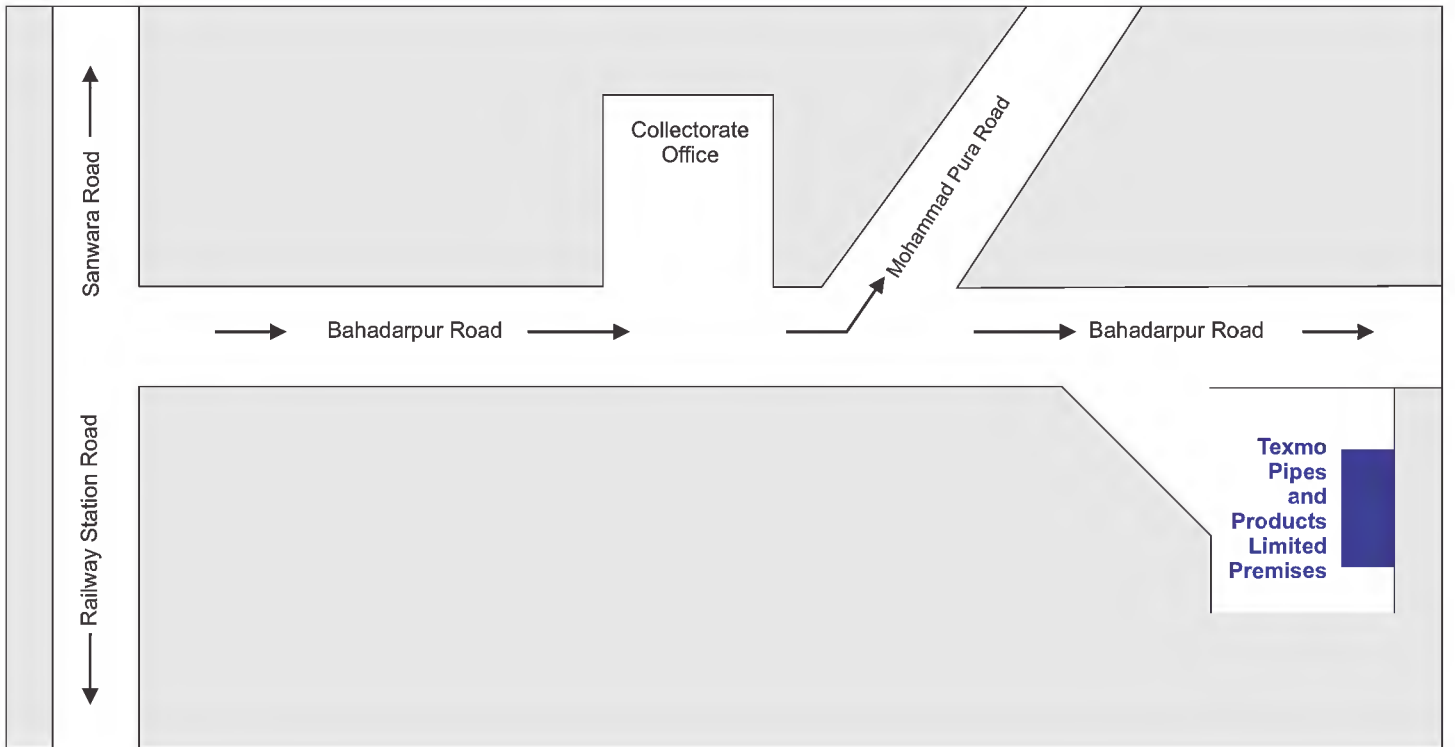 Sanwara Road
Railway Station Road
Collectorate
Office
Mohammad Pura Road
Bahadarpur Road
Bahadarpur Road
Texmo
Pipes
and
Products
Limited
Premises